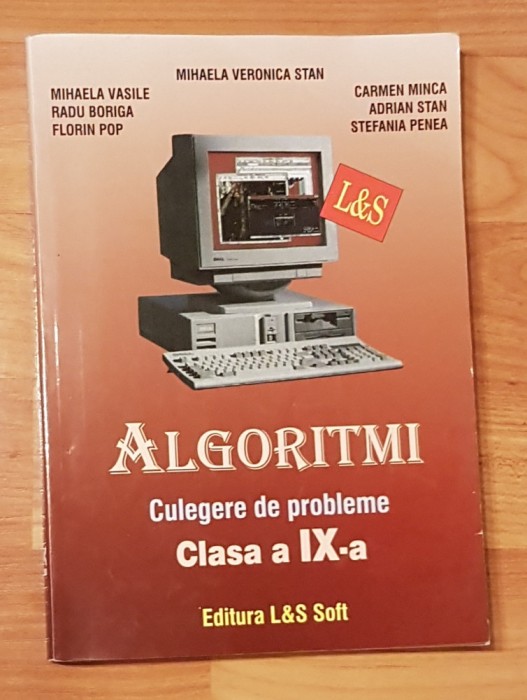 MIHAELA VERONICA STAN
MIHAELA VASILE
RADU BORIGA
FLORIN POP
CARMEN MINCA
ADRIAN STAN
STEFANIA PENEA
L&S
ALGORITMI
Culegere de probleme
Clasa a IX-a
Editura L&S Soft